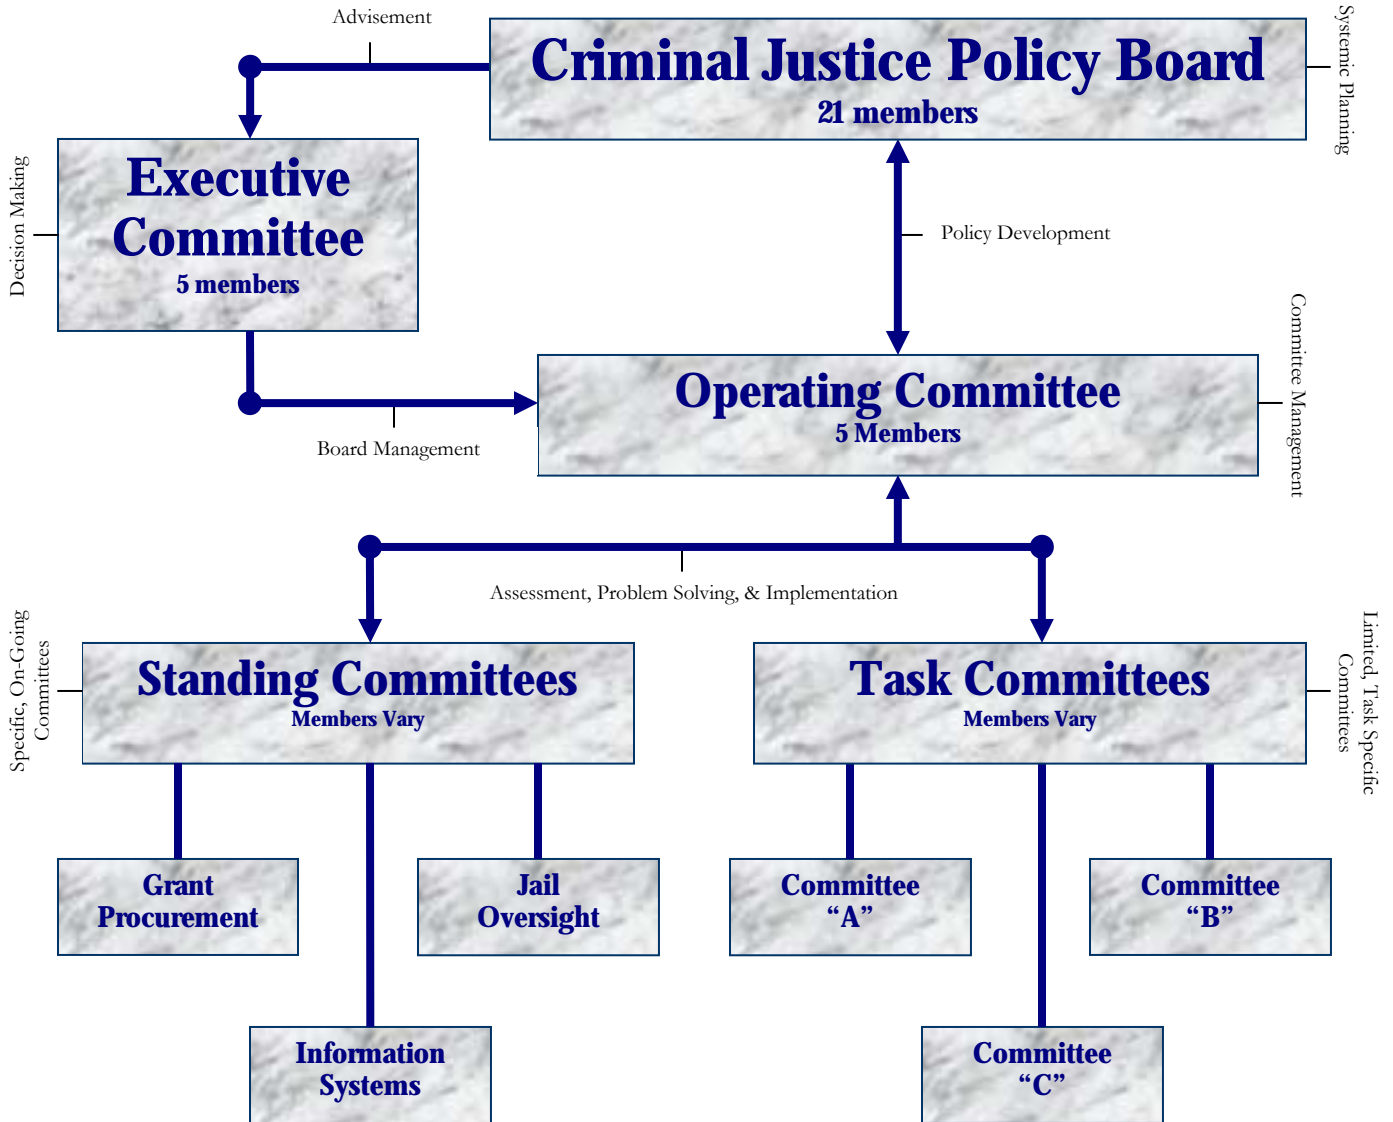 Advisement
Criminal Justice Policy Board
21 members
Systemic Planning
Executive
Committee
5 members
Decision Making
Policy Development
Operating Committee
5 Members
Committee Management
Board Management
Assessment, Problem Solving, & Implementation
Standing Committees
Members Vary
Specific, On-Going
Committees
Task Committees
Members Vary
Limited, Task Specific
Committees
Grant
Procurement
Jail
Oversight
Committee
“A”
Committee
“B”
Information
Systems
Committee
“C”